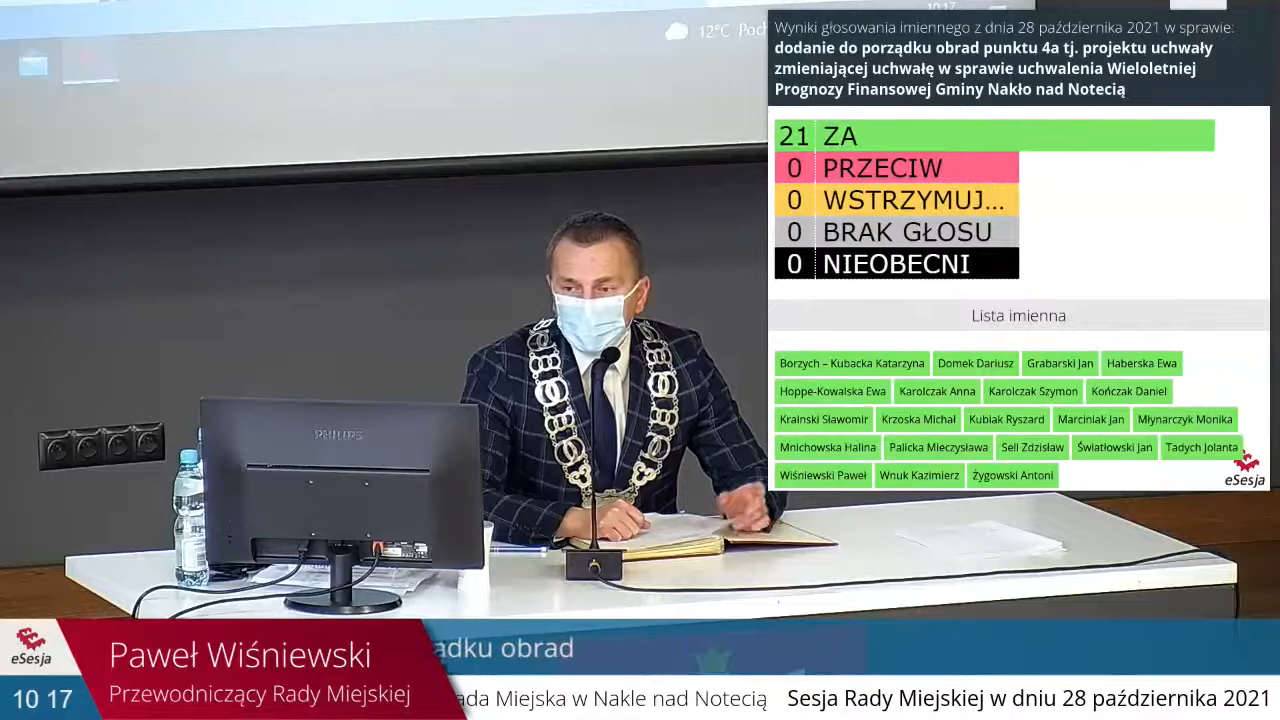 10:17
12°C Poch
Wyniki głosowania imiennego z dnia 28 października 2021 w sprawie:
dodanie do porządku obrad punktu 4a tj. projektu uchwały
zmieniającej uchwałę w sprawie uchwalenia Wieloletniej
Prognozy Finansowej Gminy Nakło nad Notecią
21 ZA
0 PRZECIW
0 WSTRZYMUJ...
0 BRAK GŁOSU
0 NIEOBECNI
Lista imienna
Borzych – Kubacka Katarzyna Domek Dariusz Grabarski Jan Haberska Ewa
Hoppe-Kowalska Ewa Karolczak Anna Karolczak Szymon Kończak Daniel
Krainski Sławomir Krzoska Michał Kubiak Ryszard Marciniak Jan Młynarczyk Monika
Mnichowska Halina Palicka Mieczysława Sell Zdzisław Światłowski Jan Tadych Jolanta
Wiśniewski Paweł Wnuk Kazimierz Żygowski Antoni
eSesja
PHILIPS
eSesja
Paweł Wiśniewski
Przewodniczący Rady Miejskiej
adku obrad
10 17
ada Miejska w Nakle nad Notecią
Sesja Rady Miejskiej w dniu 28 października 2021